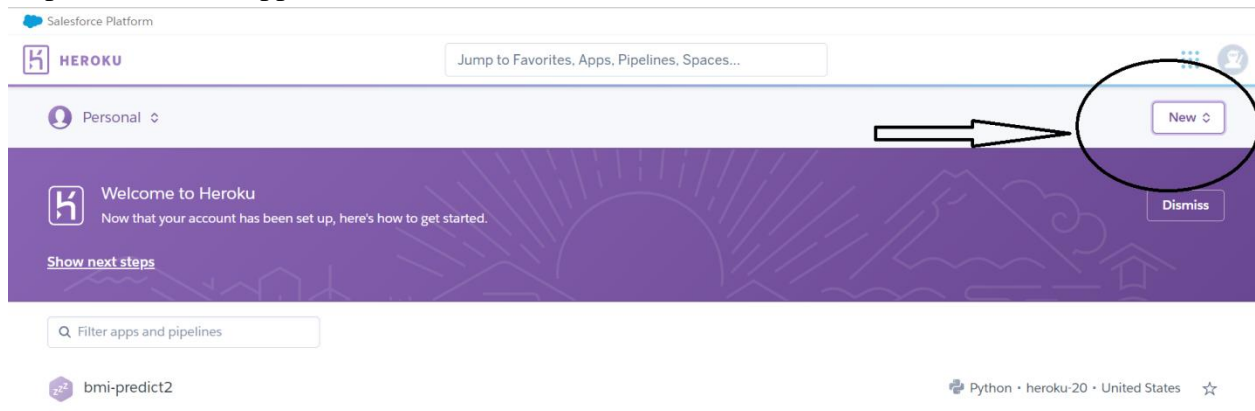 Salesforce Platform
HEROKU
Jump to Favorites, Apps, Pipelines, Spaces...
Personal
New
Welcome to Heroku
Now that your account has been set up, here's how to get started.
Dismiss
Show next steps
Filter apps and pipelines
zzz
bmi-predict2
Python • heroku-20 • United States